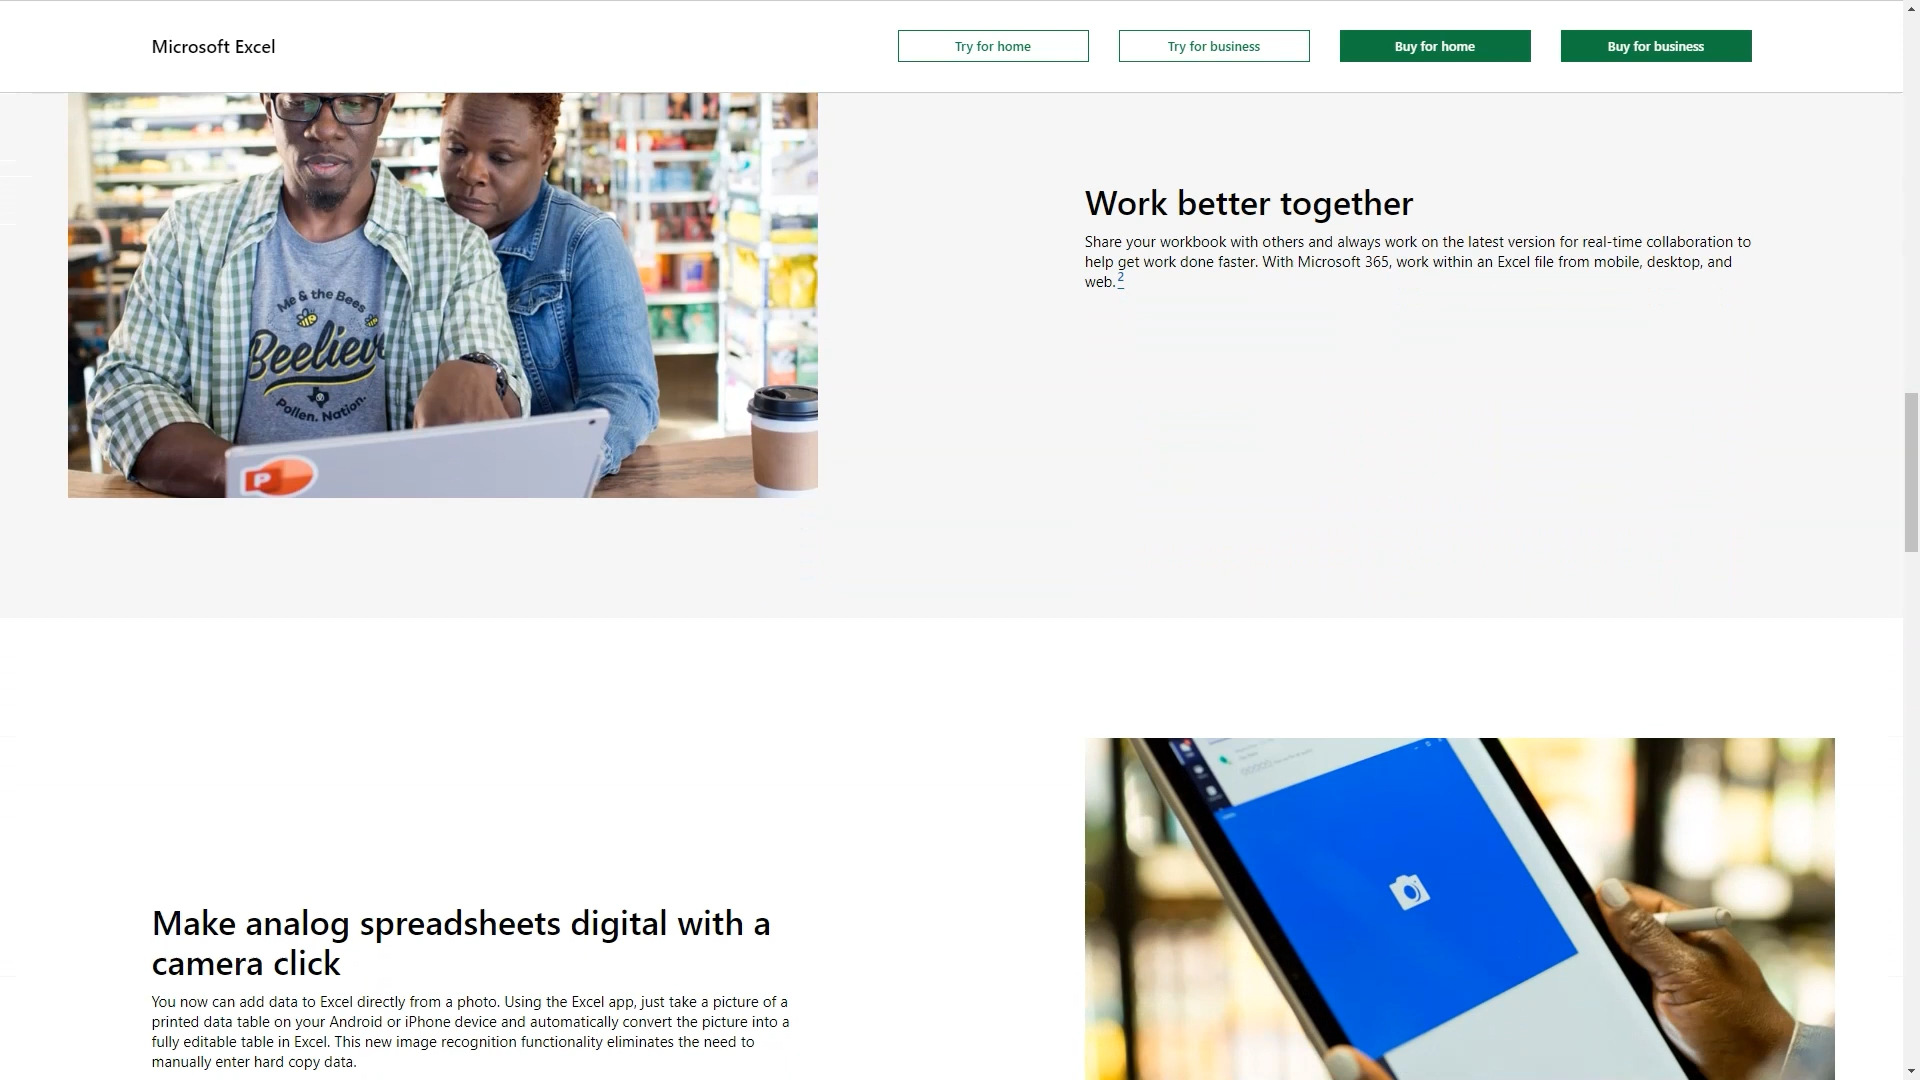 Microsoft Excel
Try for home
Try for business
Buy for home
Buy for business
Me & the Bees
Beelieve
Pollen. Nation.
P
Work better together
Share your workbook with others and always work on the latest version for real-time collaboration to
help get work done faster. With Microsoft 365, work within an Excel file from mobile, desktop, and
web.2
Make analog spreadsheets digital with a
camera click
You now can add data to Excel directly from a photo. Using the Excel app, just take a picture of a
printed data table on your Android or iPhone device and automatically convert the picture into a
fully editable table in Excel. This new image recognition functionality eliminates the need to
manually enter hard copy data.